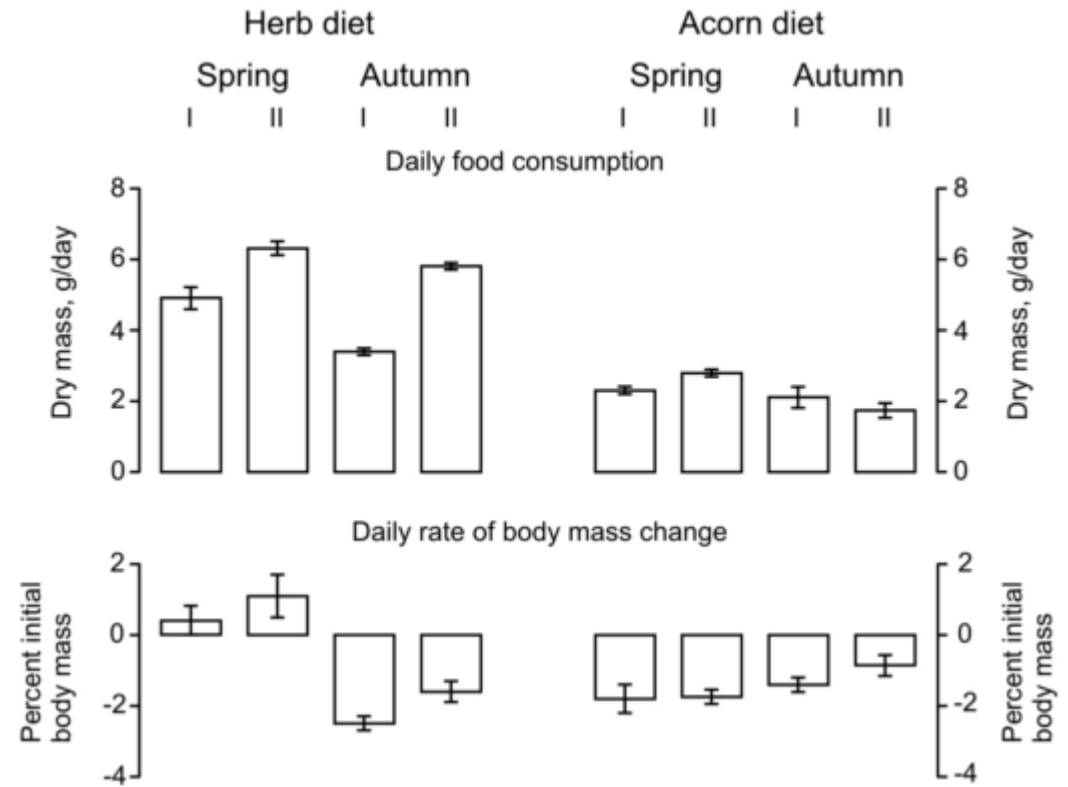 Herb diet Acorn diet
Spring Autumn Spring Autumn
I II I II I II I II
Daily food consumption
Dry mass, g/day
8
6
4
2
0
8
6
4
2
0
Dry mass, g/day
Daily rate of body mass change
Percent initial
body mass
2
0
-2
-4
2
0
-2
-4
Percent initial
body mass